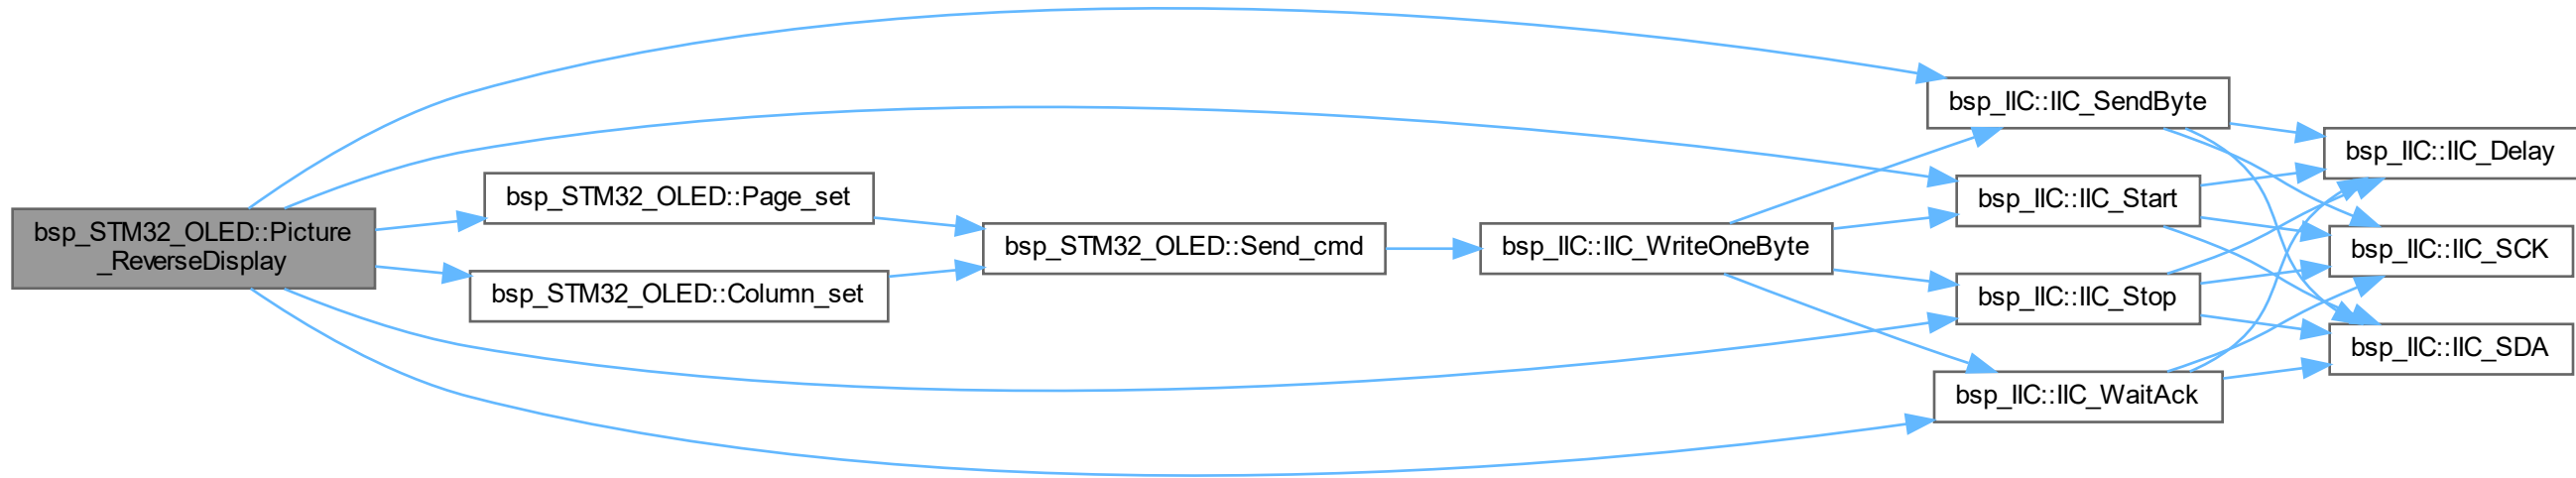 bsp_STM32_OLED::Picture
_ReverseDisplay
bsp_STM32_OLED::Page_set
bsp_STM32_OLED::Column_set
bsp_STM32_OLED::Send_cmd
bsp_IIC::IIC_WriteOneByte
bsp_IIC::IIC_SendByte
bsp_IIC::IIC_Start
bsp_IIC::IIC_Stop
bsp_IIC::IIC_WaitAck
bsp_IIC::IIC_Delay
bsp_IIC::IIC_SCK
bsp_IIC::IIC_SDA